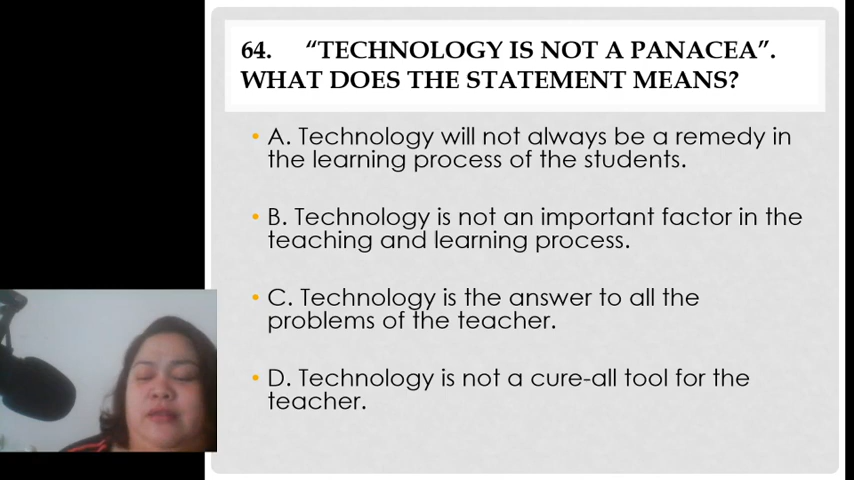 64. “TECHNOLOGY IS NOT A PANACEA”.
WHAT DOES THE STATEMENT MEANS?
• A. Technology will not always be a remedy in
the learning process of the students.
• B. Technology is not an important factor in the
teaching and learning process.
• C. Technology is the answer to all the
problems of the teacher.
• D. Technology is not a cure-all tool for the
teacher.